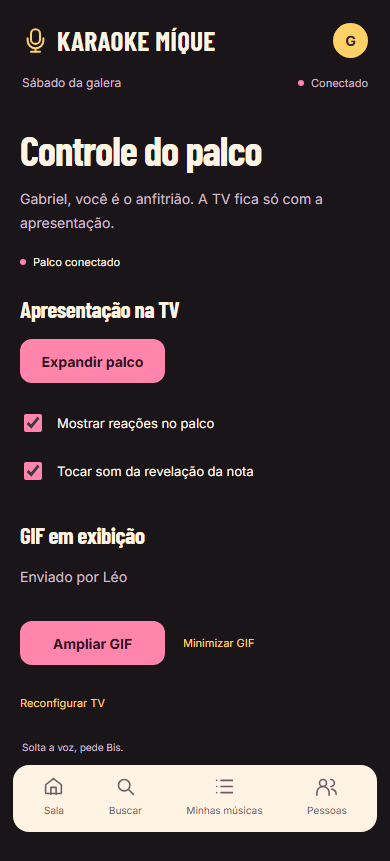 KARAOKE MÍQUE
G
Sábado da galera
Conectado
Controle do palco
Gabriel, você é o anfitrião. A TV fica só com a
apresentação.
Palco conectado
Apresentação na TV
Expandir palco
Mostrar reações no palco
Tocar som da revelação da nota
GIF em exibição
Enviado por Léo
Ampliar GIF
Minimizar GIF
Reconfigurar TV
Solta a voz, pede Bis.
Sala
Buscar
Minhas músicas
Pessoas